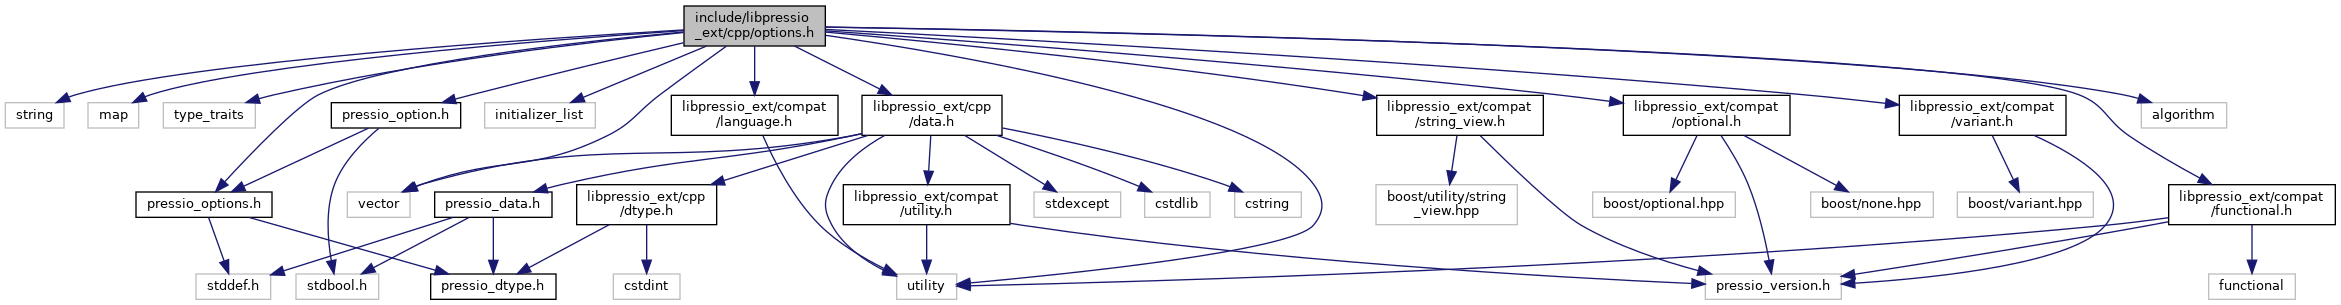 include/libpressio
_ext/cpp/options.h
string
map
type_traits
pressio_option.h
initializer_list
libpressio_ext/compat
/language.h
libpressio_ext/cpp
/data.h
libpressio_ext/compat
/string_view.h
libpressio_ext/compat
/optional.h
libpressio_ext/compat
/variant.h
algorithm
pressio_options.h
vector
pressio_data.h
libpressio_ext/cpp
/dtype.h
libpressio_ext/compat
/utility.h
stdexcept
cstdlib
cstring
boost/utility/string
_view.hpp
boost/optional.hpp
boost/none.hpp
boost/variant.hpp
libpressio_ext/compat
/functional.h
stddef.h
stdbool.h
pressio_dtype.h
cstdint
utility
pressio_version.h
functional